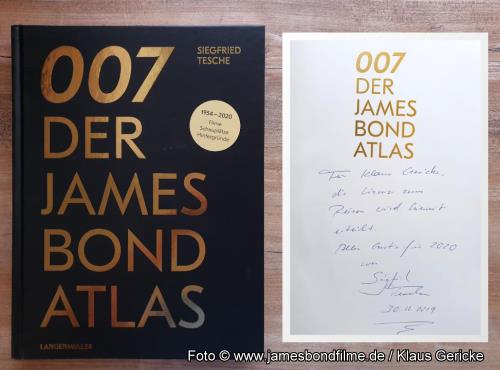 007
SIEGFRIED
TESCHE
DER
JAMES
BOND
ATLAS
1954–2020
Filme
Schauplätze
Hintergründe
LANGENMÜLLER
007
DER
JAMES
BOND
ATLAS
Für Klaus Gericke,
die Lizenz zum
Reisen wird hiermit
erteilt.
Alles Gute für 2020
von
Siegfried
Tesche
30.11.2019
Foto © www.jamesbondfilme.de / Klaus Gericke